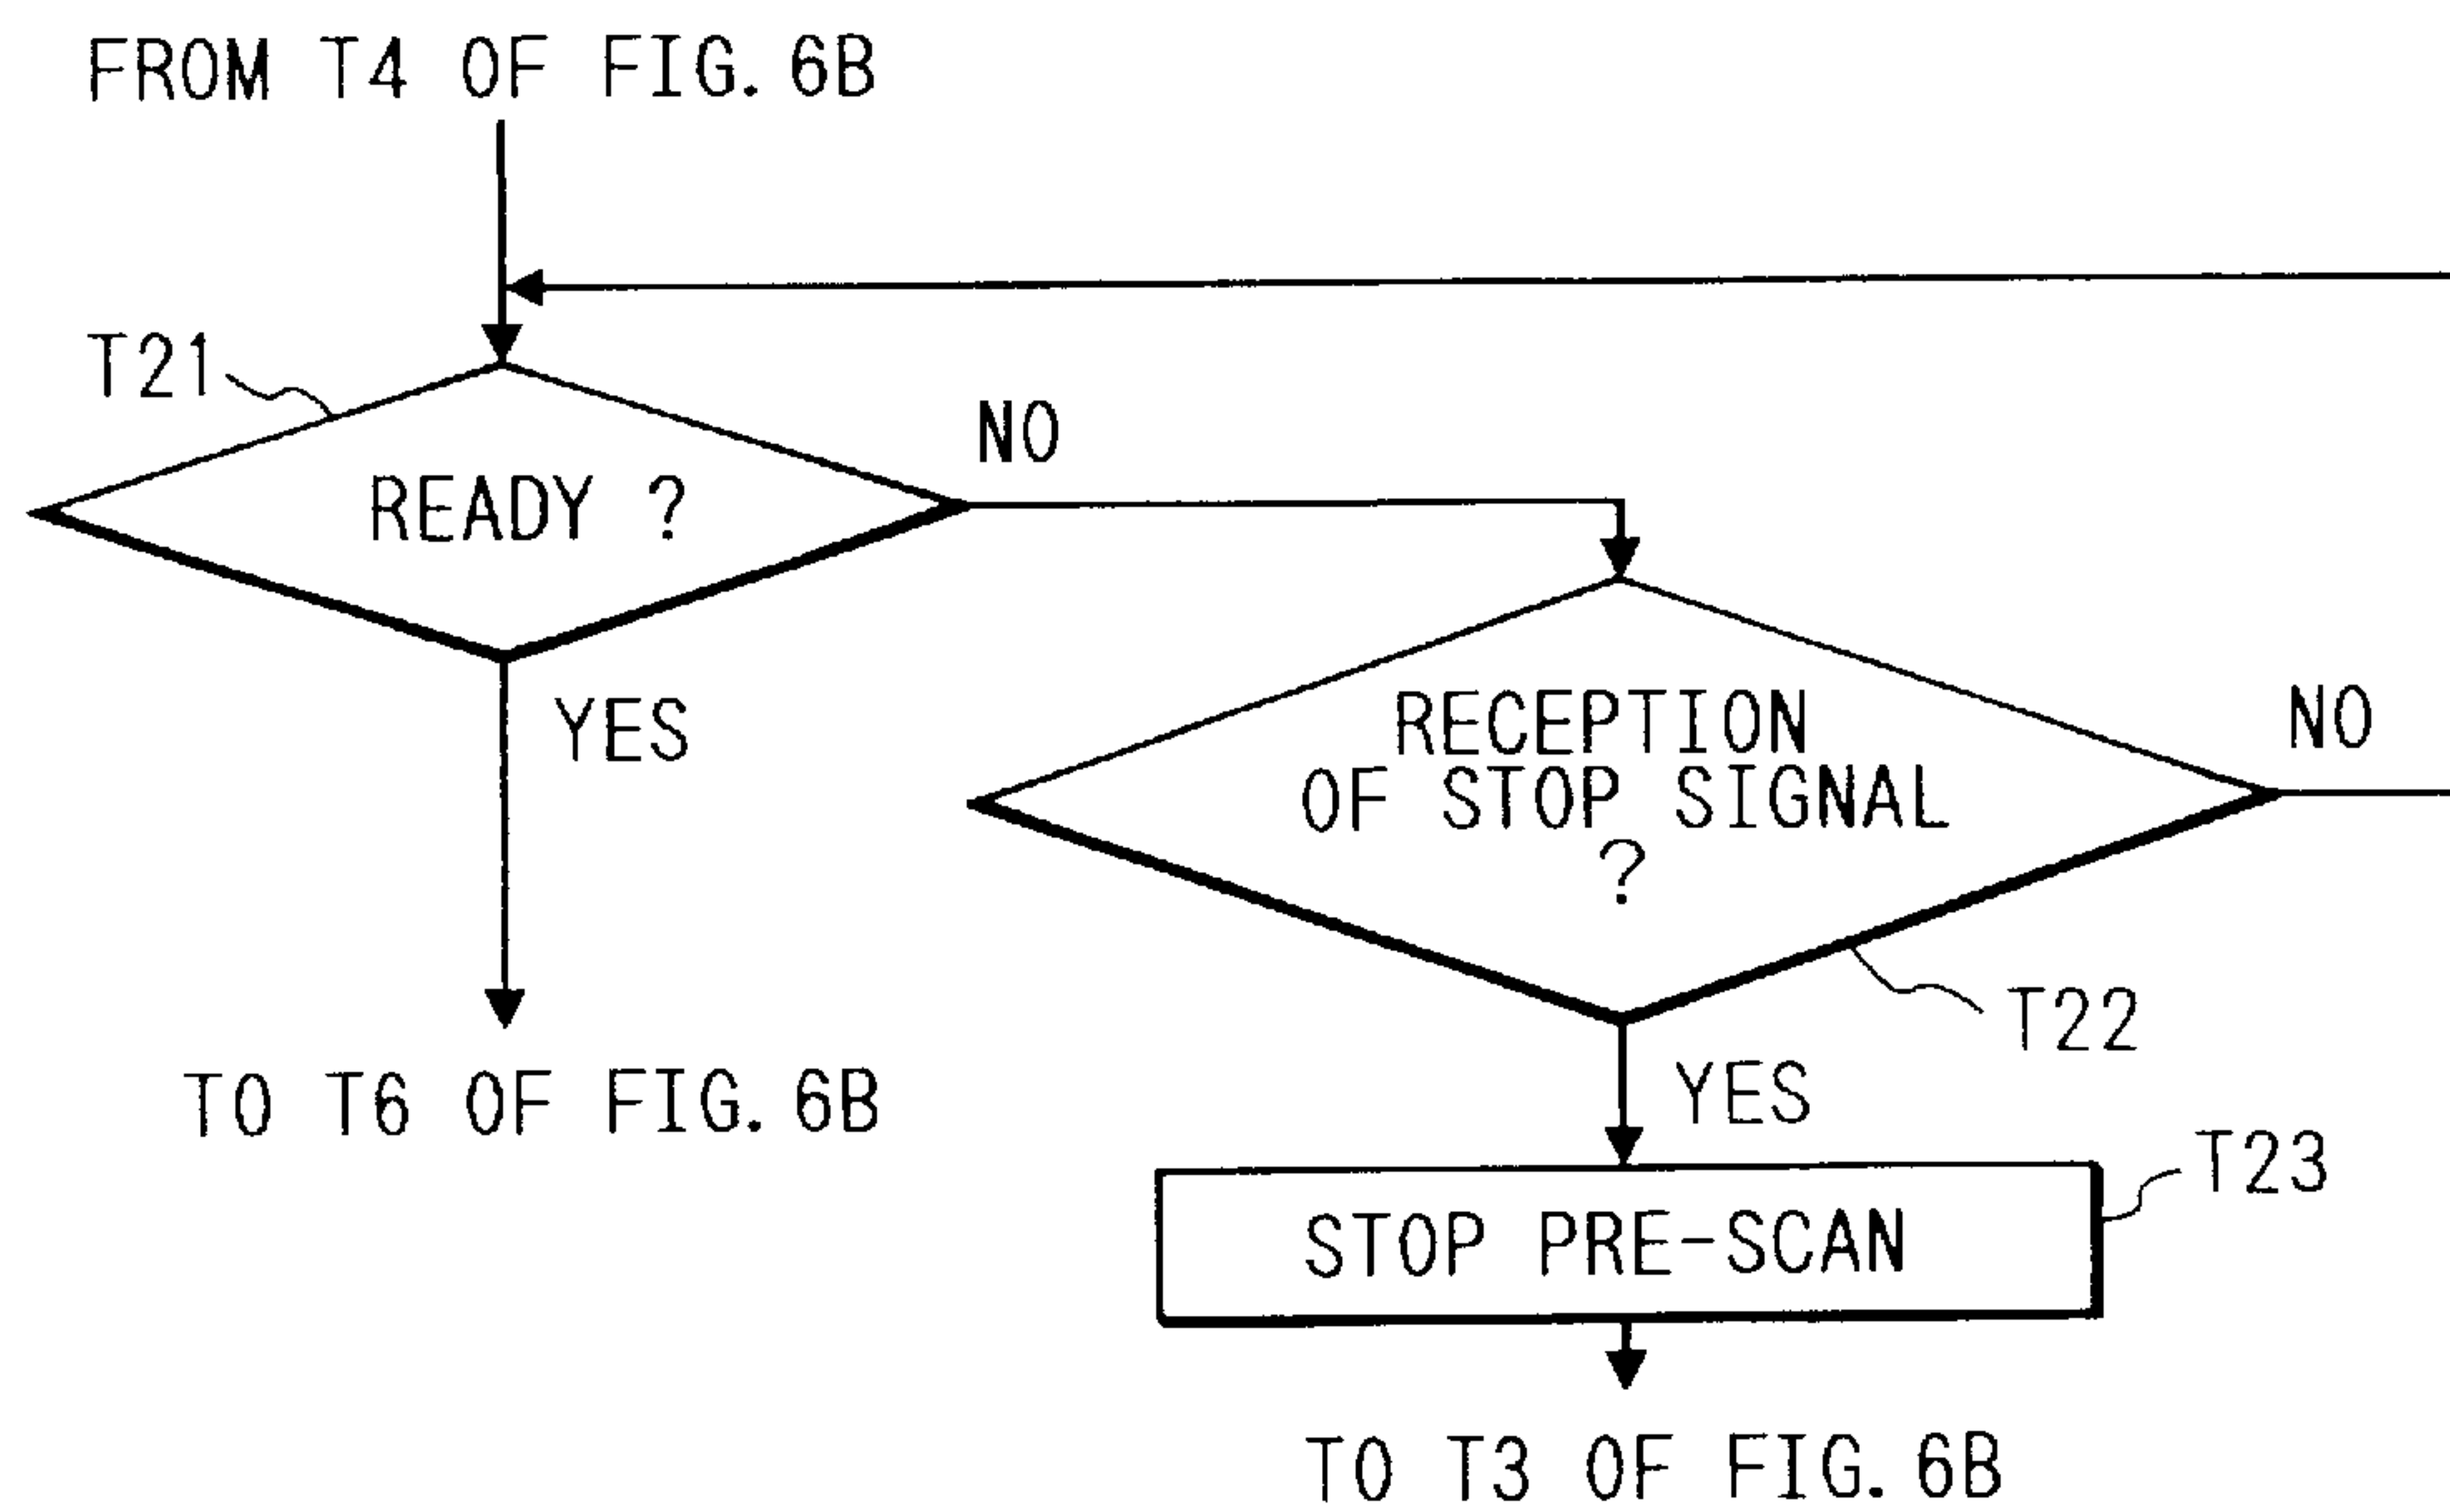 FROM T4 OF FIG. 6B
T21
NO
READY ?
YES
RECEPTION
OF STOP SIGNAL
?
NO
T22
TO T6 OF FIG. 6B
YES
T23
STOP PRE-SCAN
TO T3 OF FIG. 6B